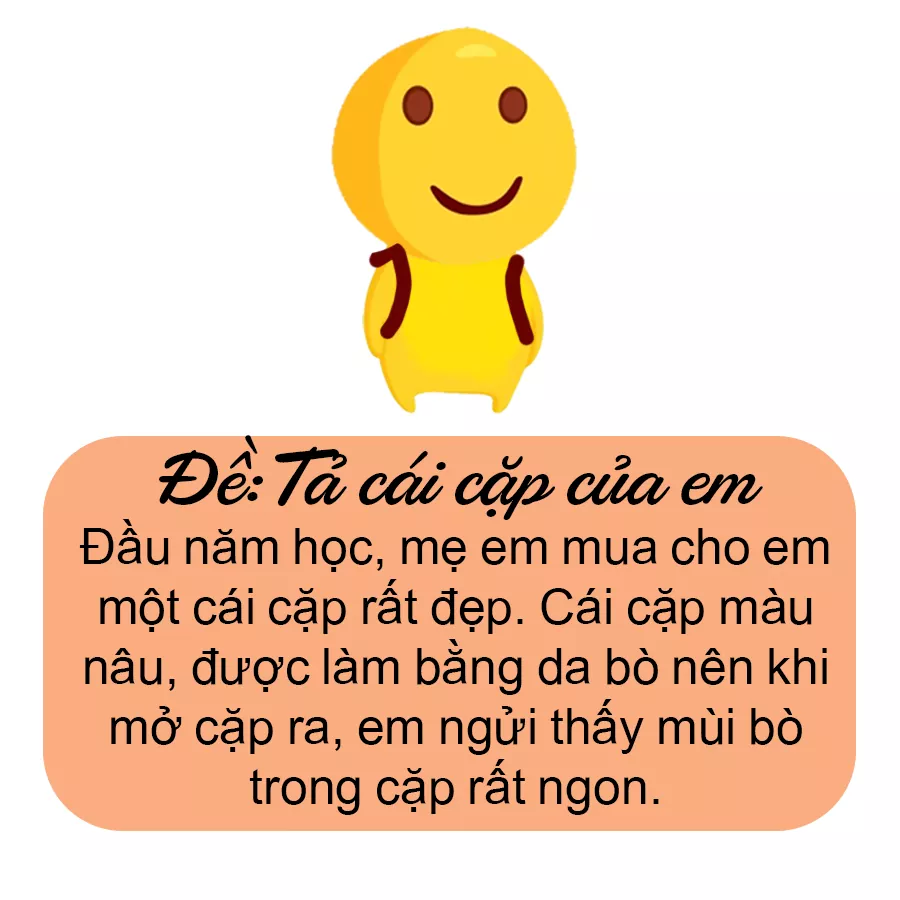 Đề: Tả cái cặp của em
Đầu năm học, mẹ em mua cho em
một cái cặp rất đẹp. Cái cặp màu
nâu, được làm bằng da bò nên khi
mở cặp ra, em ngửi thấy mùi bò
trong cặp rất ngon.